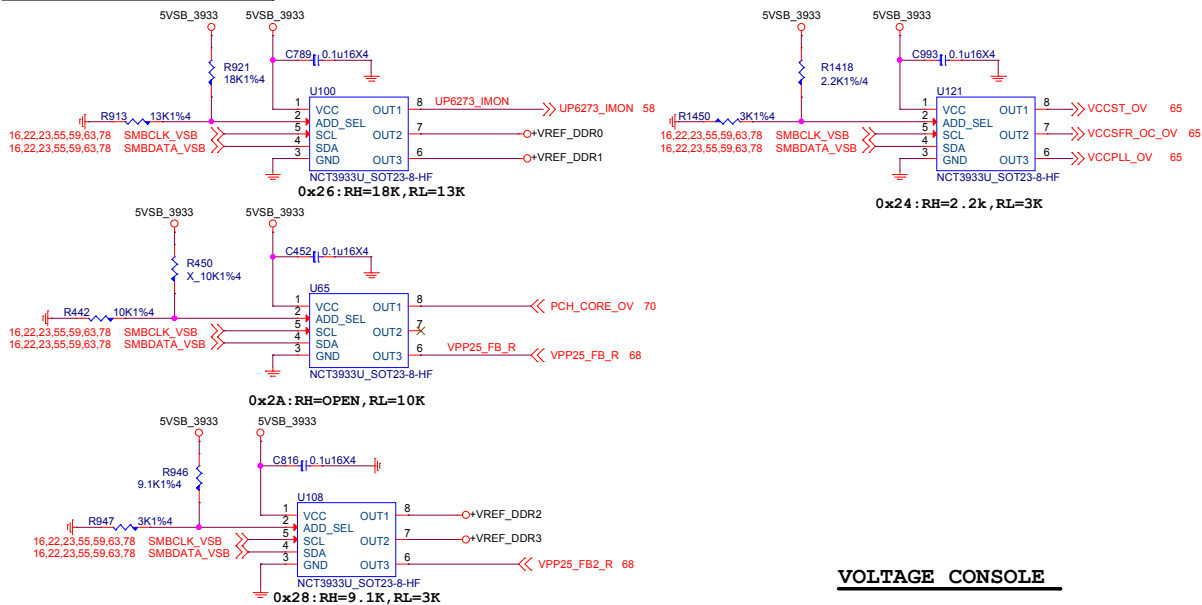 5VSB_3933
5VSB_3933
C789
0.1u16X4
R921
18K1%4
U100
R913
13K1%4
1
VCC
OUT1
8
UP6273_IMON
UP6273_IMON
58
2
ADD_SEL
16,22,23,55,59,63,78
SMBCLK_VSB
5
SCL
OUT2
7
+VREF_DDR0
16,22,23,55,59,63,78
SMBDATA_VSB
4
SDA
3
GND
OUT3
6
+VREF_DDR1
NCT3933U_SOT23-8-HF
0x26:RH=18K,RL=13K
5VSB_3933
5VSB_3933
C993
0.1u16X4
R1418
2.2K1%/4
U121
R1450
3K1%4
1
VCC
OUT1
8
VCCST_OV
65
2
ADD_SEL
16,22,23,55,59,63,78
SMBCLK_VSB
5
SCL
OUT2
7
VCCSFR_OC_OV
65
16,22,23,55,59,63,78
SMBDATA_VSB
4
SDA
3
GND
OUT3
6
VCCPLL_OV
65
NCT3933U_SOT23-8-HF
0x24:RH=2.2k,RL=3K
5VSB_3933
5VSB_3933
C452
0.1u16X4
R450
X_10K1%4
U65
R442
10K1%4
1
VCC
OUT1
8
PCH_CORE_OV
70
2
ADD_SEL
16,22,23,55,59,63,78
SMBCLK_VSB
5
SCL
OUT2
7
16,22,23,55,59,63,78
SMBDATA_VSB
4
SDA
3
GND
OUT3
6
VPP25_FB_R
VPP25_FB_R
68
NCT3933U_SOT23-8-HF
0x2A:RH=OPEN,RL=10K
5VSB_3933
5VSB_3933
C816
0.1u16X4
R946
9.1K1%4
U108
R947
3K1%4
1
VCC
OUT1
8
+VREF_DDR2
2
ADD_SEL
16,22,23,55,59,63,78
SMBCLK_VSB
5
SCL
OUT2
7
+VREF_DDR3
16,22,23,55,59,63,78
SMBDATA_VSB
4
SDA
3
GND
OUT3
6
VPP25_FB2_R
68
NCT3933U_SOT23-8-HF
0x28:RH=9.1K,RL=3K
VOLTAGE CONSOLE